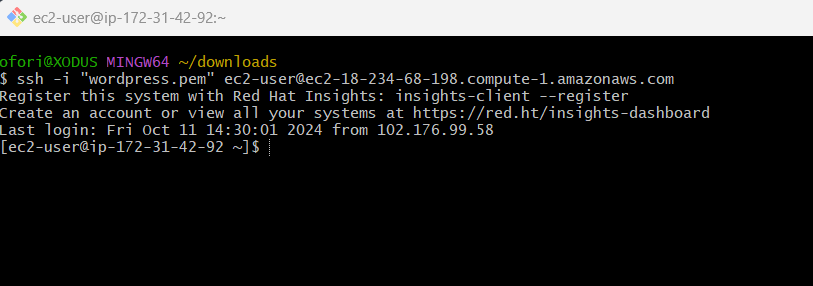 ec2-user@ip-172-31-42-92:~
ofori@XODUS MINGW64 ~/downloads
$ ssh -i "wordpress.pem" ec2-user@ec2-18-234-68-198.compute-1.amazonaws.com
Register this system with Red Hat Insights: insights-client --register
Create an account or view all your systems at https://red.ht/insights-dashboard
Last login: Fri Oct 11 14:30:01 2024 from 102.176.99.58
[ec2-user@ip-172-31-42-92 ~]$